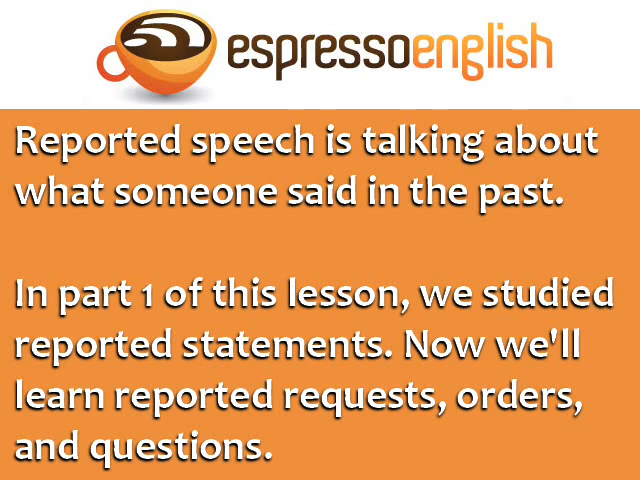 espressoenglish
Reported speech is talking about
what someone said in the past.
In part 1 of this lesson, we studied
reported statements. Now we'll
learn reported requests, orders,
and questions.